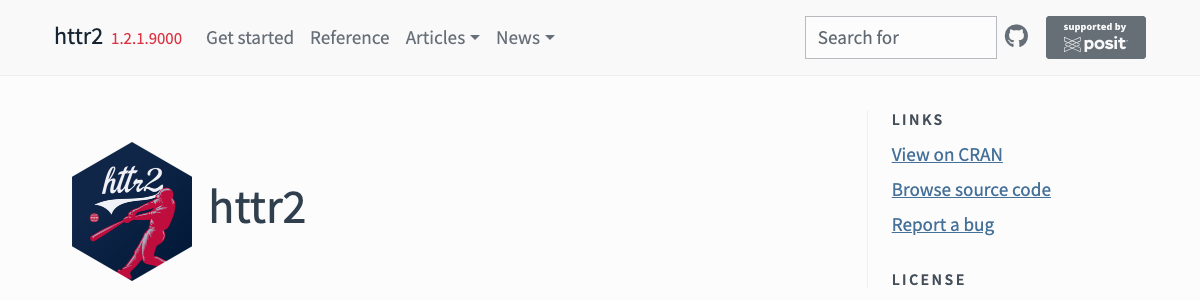 httr2 1.2.1.9000 Get started Reference Articles News Search for supported by
posit
LINKS
View on CRAN
httr2
httr2
Browse source code
Report a bug
LICENSE